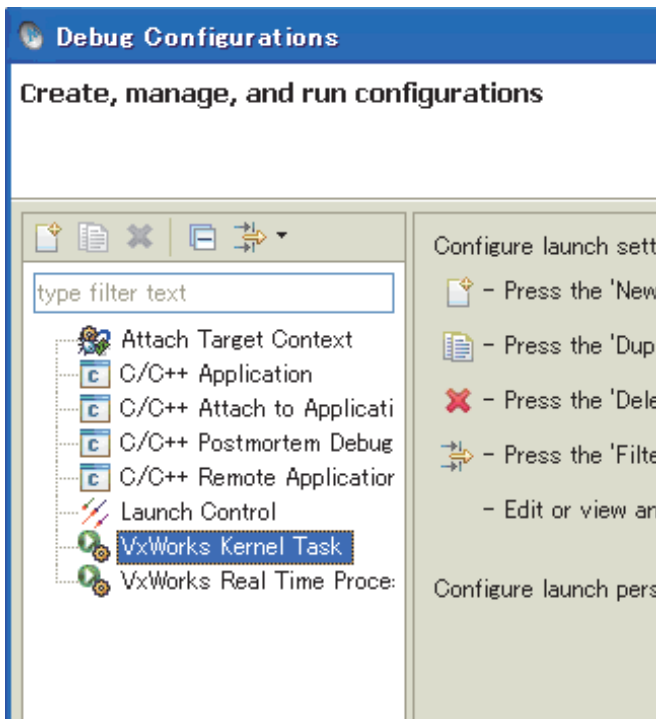 Debug Configurations
Create, manage, and run configurations
type filter text
Attach Target Context
C/C++ Application
C/C++ Attach to Applicati
C/C++ Postmortem Debug
C/C++ Remote Application
Launch Control
VxWorks Kernel Task
VxWorks Real Time Proce
Configure launch sett
- Press the 'New
- Press the 'Dup
- Press the 'Dele
- Press the 'Filte
- Edit or view an
Configure launch pers